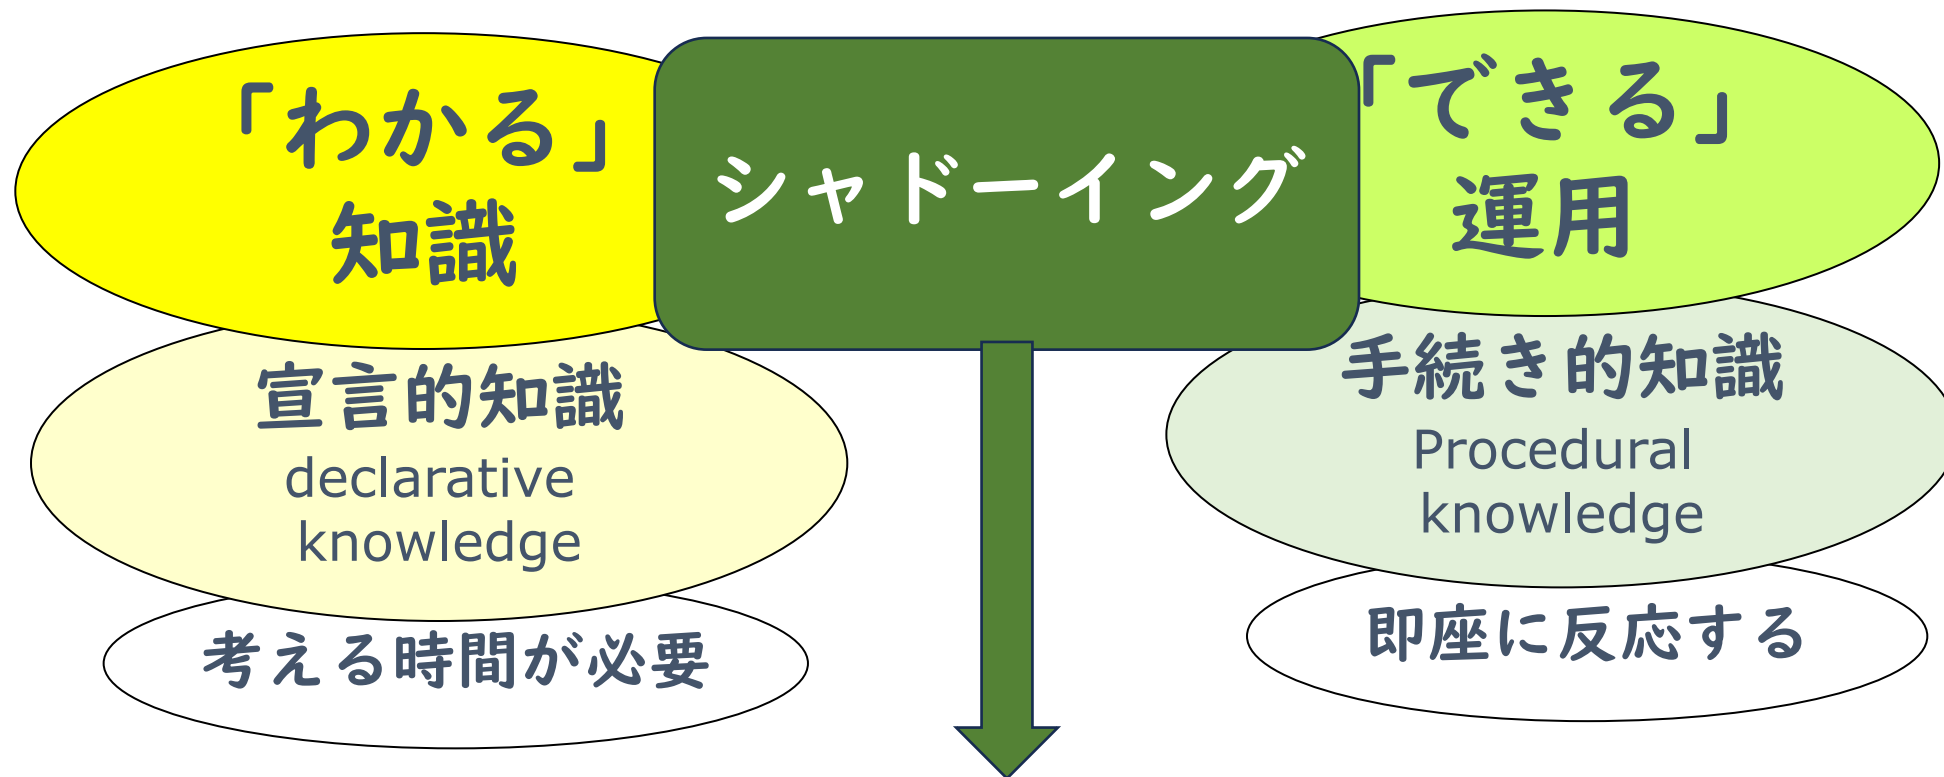 「わかる」
知識
宣言的知識
declarative
knowledge
考える時間が必要
シャドーイング
「できる」
運用
手続き的知識
Procedural
knowledge
即座に反応する